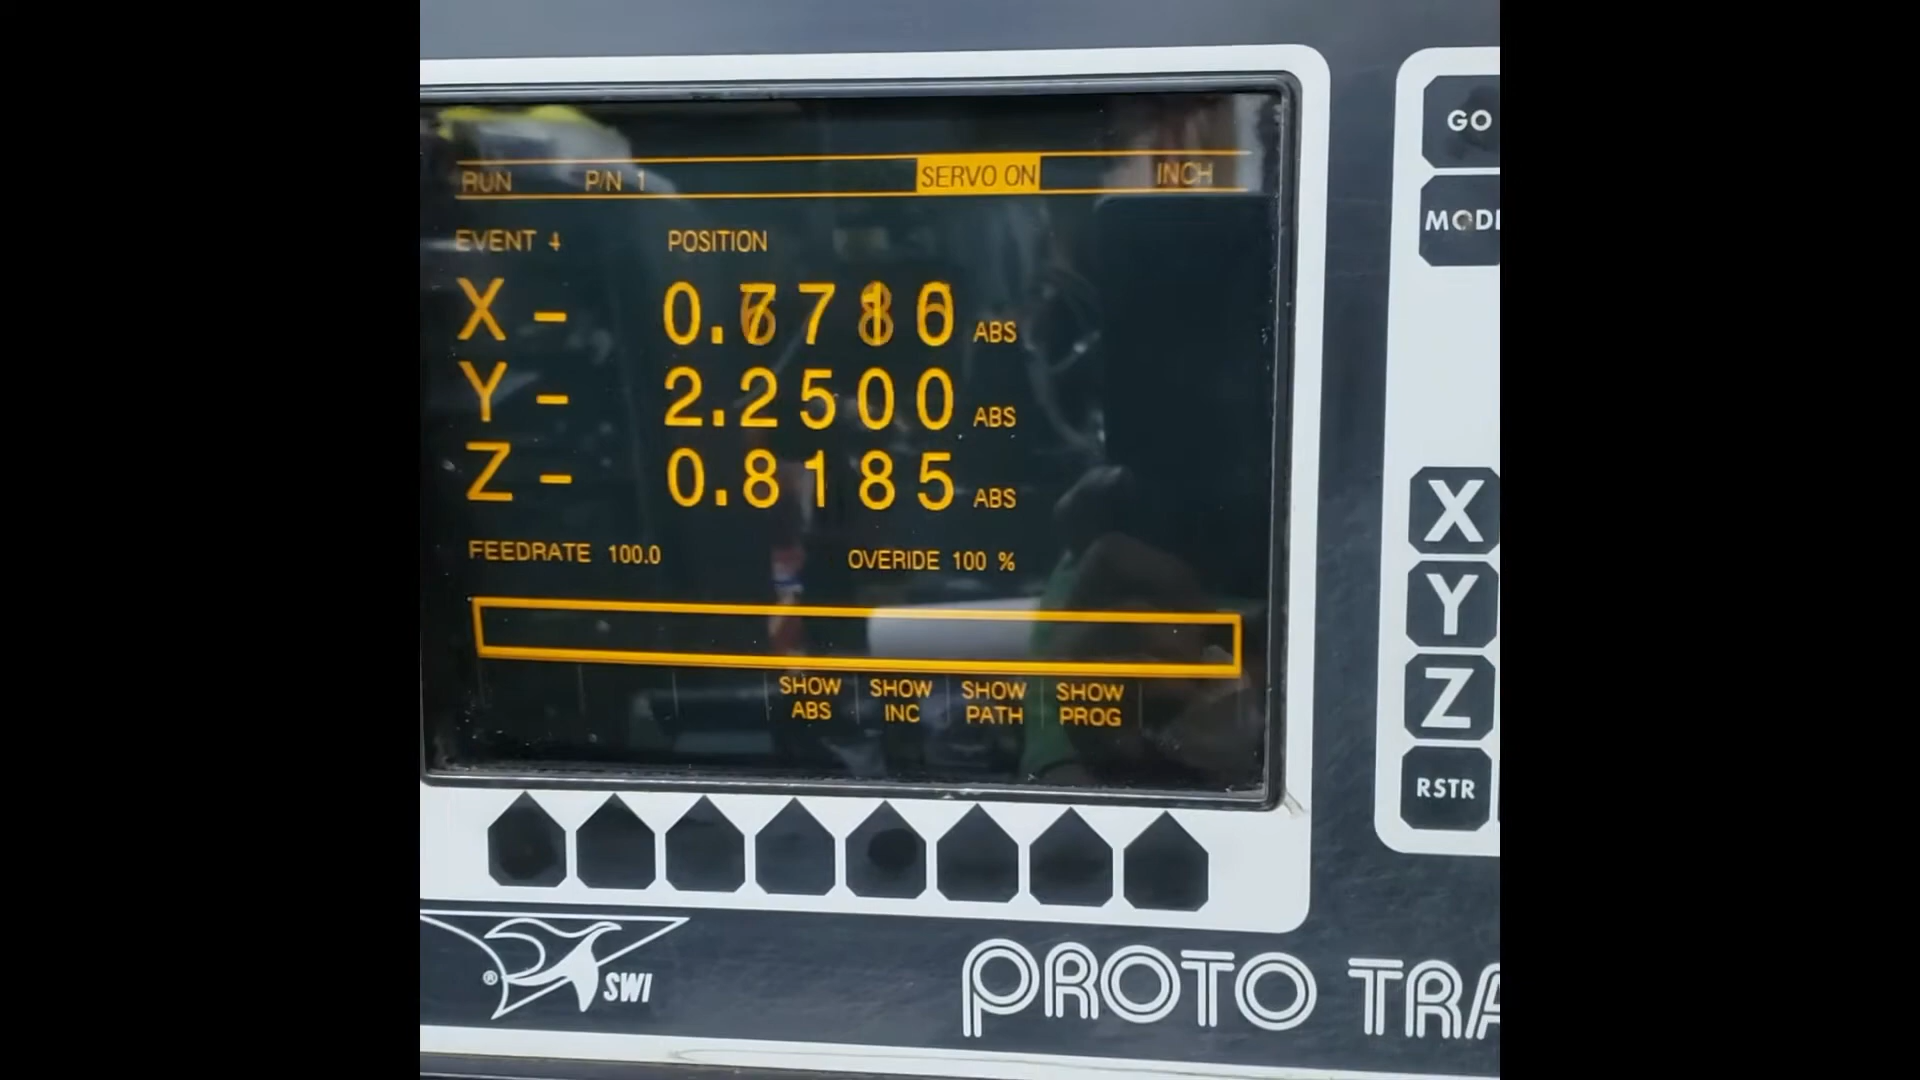 RUN P/N 1 SERVO ON INCH
EVENT 4 POSITION
X - ABS
Y - 2.2500 ABS
Z - 0.8185 ABS
FEEDRATE 100.0 OVERIDE 100 %
SHOW ABS
SHOW INC
SHOW PATH
SHOW PROG
GO
X
Y
Z
RSTR
® SWI
PROTO